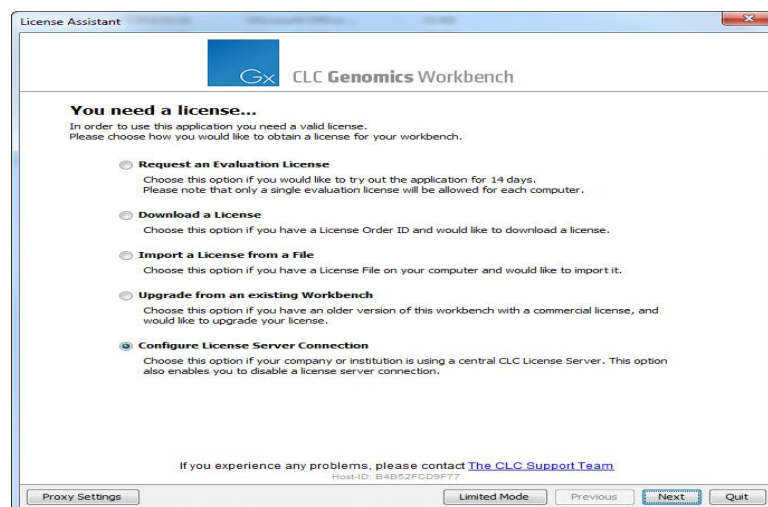 License Assistant
Gx CLC Genomics Workbench
You need a license...
In order to use this application you need a valid license.
Please choose how you would like to obtain a license for your workbench.
Request an Evaluation License
Choose this option if you would like to try out the application for 14 days.
Please note that only a single evaluation license will be allowed for each computer.
Download a License
Choose this option if you have a License Order ID and would like to download a license.
Import a License from a File
Choose this option if you have a License File on your computer and would like to import it.
Upgrade from an existing Workbench
Choose this option if you have an older version of this workbench with a commercial license, and
would like to upgrade your license.
Configure License Server Connection
Choose this option if your company or institution is using a central CLC License Server. This option
also enables you to disable a license server connection.
If you experience any problems, please contact The CLC Support Team
Host-ID: B4B52FCD9F77
Proxy Settings Limited Mode Previous Next Quit